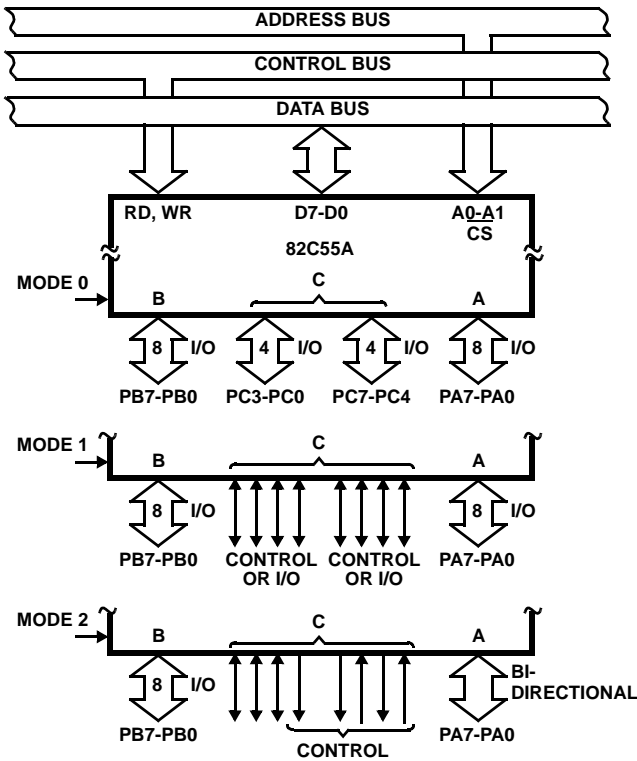 ADDRESS BUS
CONTROL BUS
DATA BUS
RD, WR D7-D0 A0-A1
CS
82C55A
MODE 0
B C A
8 I/O 4 I/O 4 I/O 8 I/O
PB7-PB0 PC3-PC0 PC7-PC4 PA7-PA0
MODE 1
B C A
8 I/O 8 I/O
PB7-PB0 CONTROL OR I/O CONTROL OR I/O PA7-PA0
MODE 2
B C A
8 I/O BI-
DIRECTIONAL
PB7-PB0 CONTROL PA7-PA0